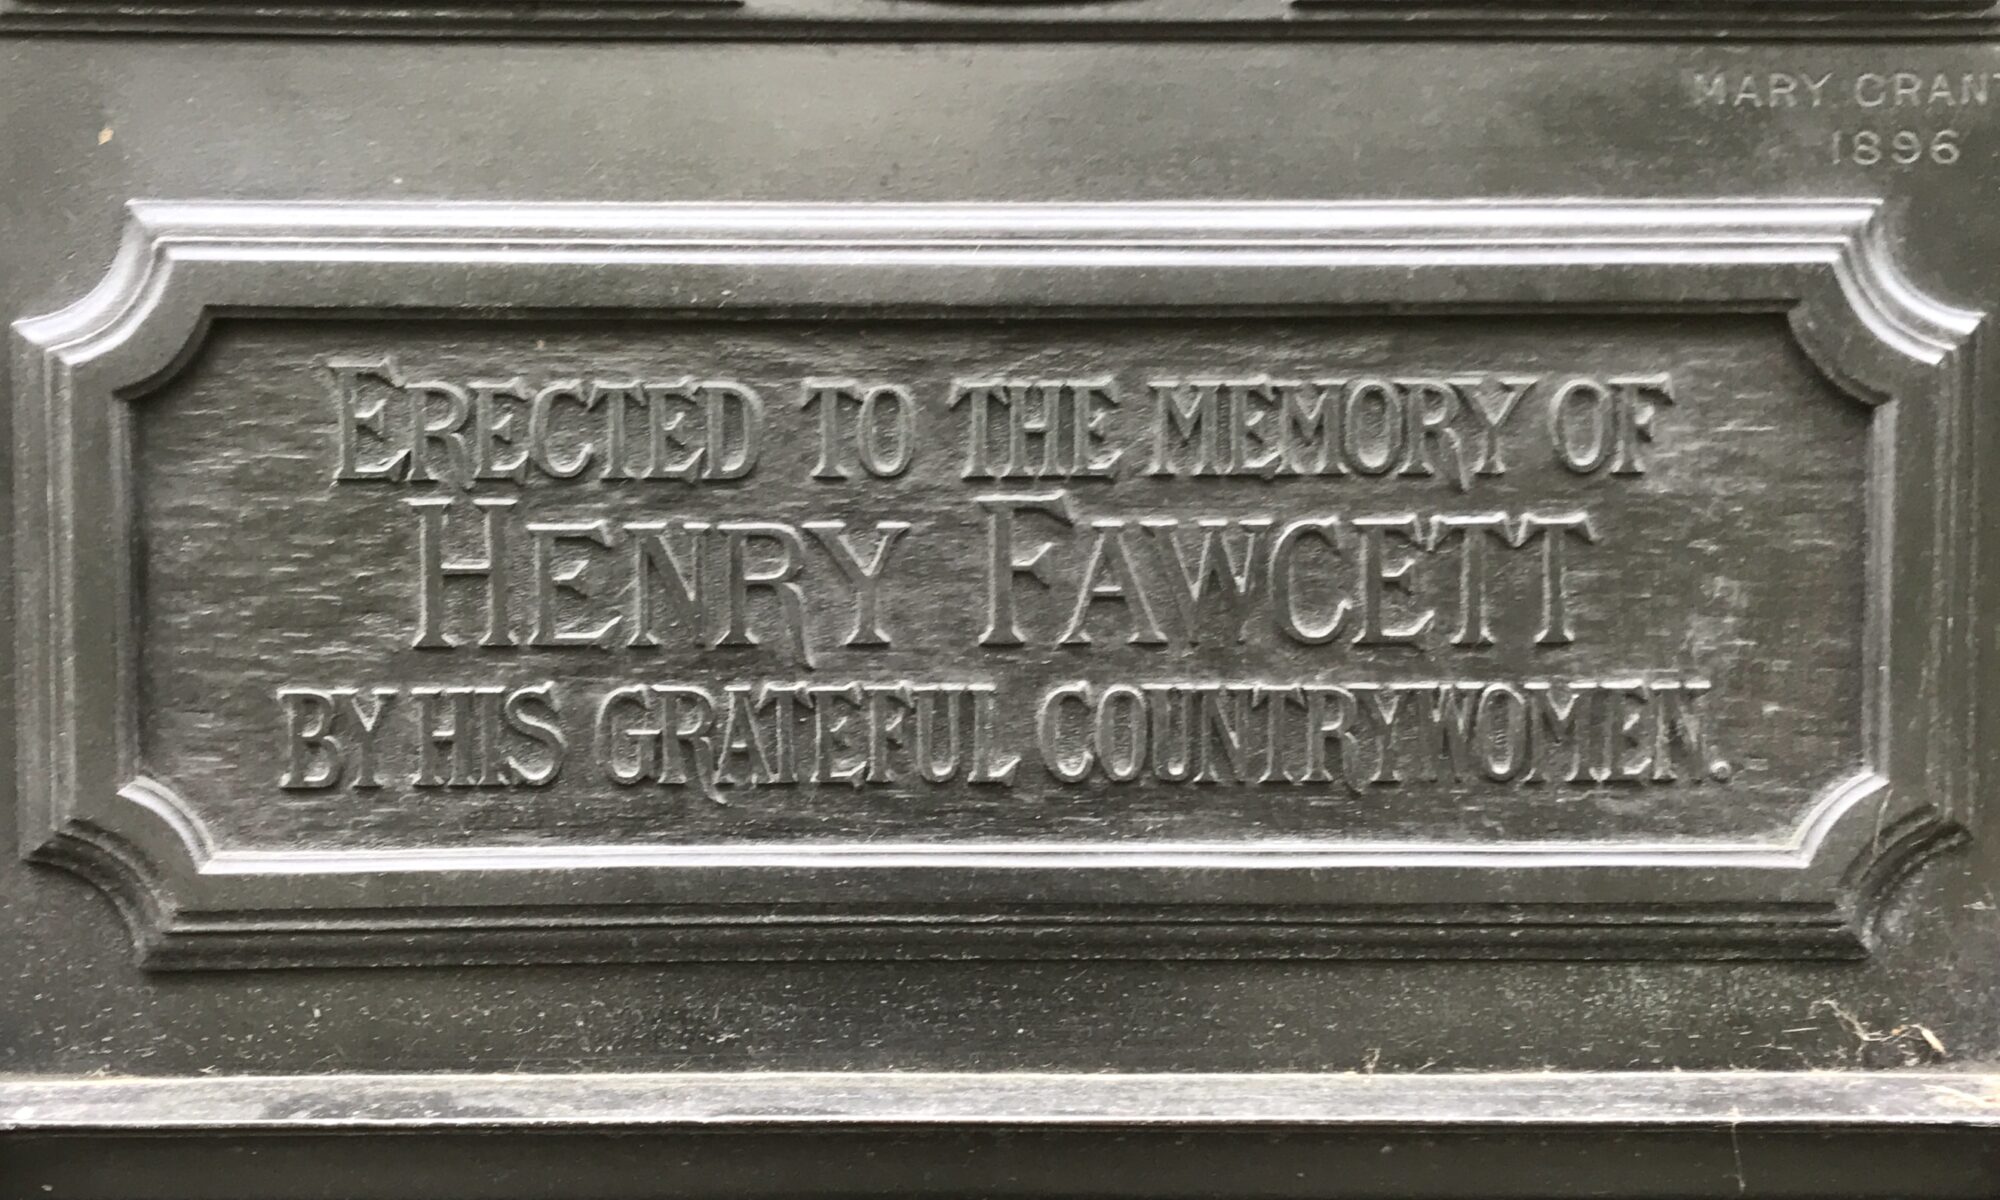 MARY GRANT
1896
ERECTED TO THE MEMORY OF
HENRY FAWCETT
BY HIS GRATEFUL COUNTRYWOMEN.